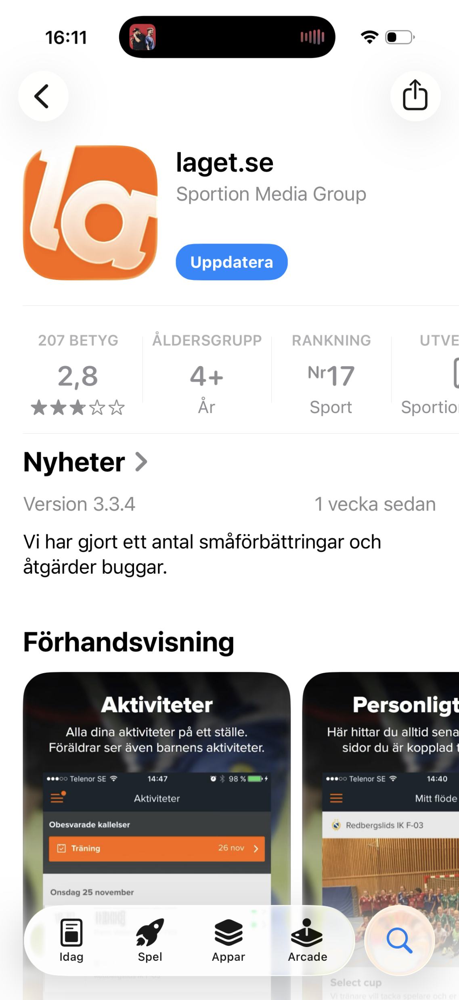 16:11
la
laget.se
Sportion Media Group
Uppdatera
207 BETYG
2,8
ÅLDERSGRUPP
4+
År
RANKNING
Nr17
Sport
UTVE
Sportion
Nyheter
Version 3.3.4
1 vecka sedan
Vi har gjort ett antal småförbättringar och
åtgärder buggar.
Förhandsvisning
Aktiviteter
Alla dina aktiviteter på ett ställe.
Föräldrar ser även barnens aktiviteter.
Telenor SE
14:47
98 %
Aktiviteter
Obesvarade kallelser
Träning
26 nov
Onsdag 25 november
Personligt
Här hittar du alltid sena
sidor du är kopplad t
Telenor SE
14:40
Mitt flöde
Redbergslids IK F-03
Select cup
Vi tränare vill tacka spelare och er
Idag
Spel
Appar
Arcade